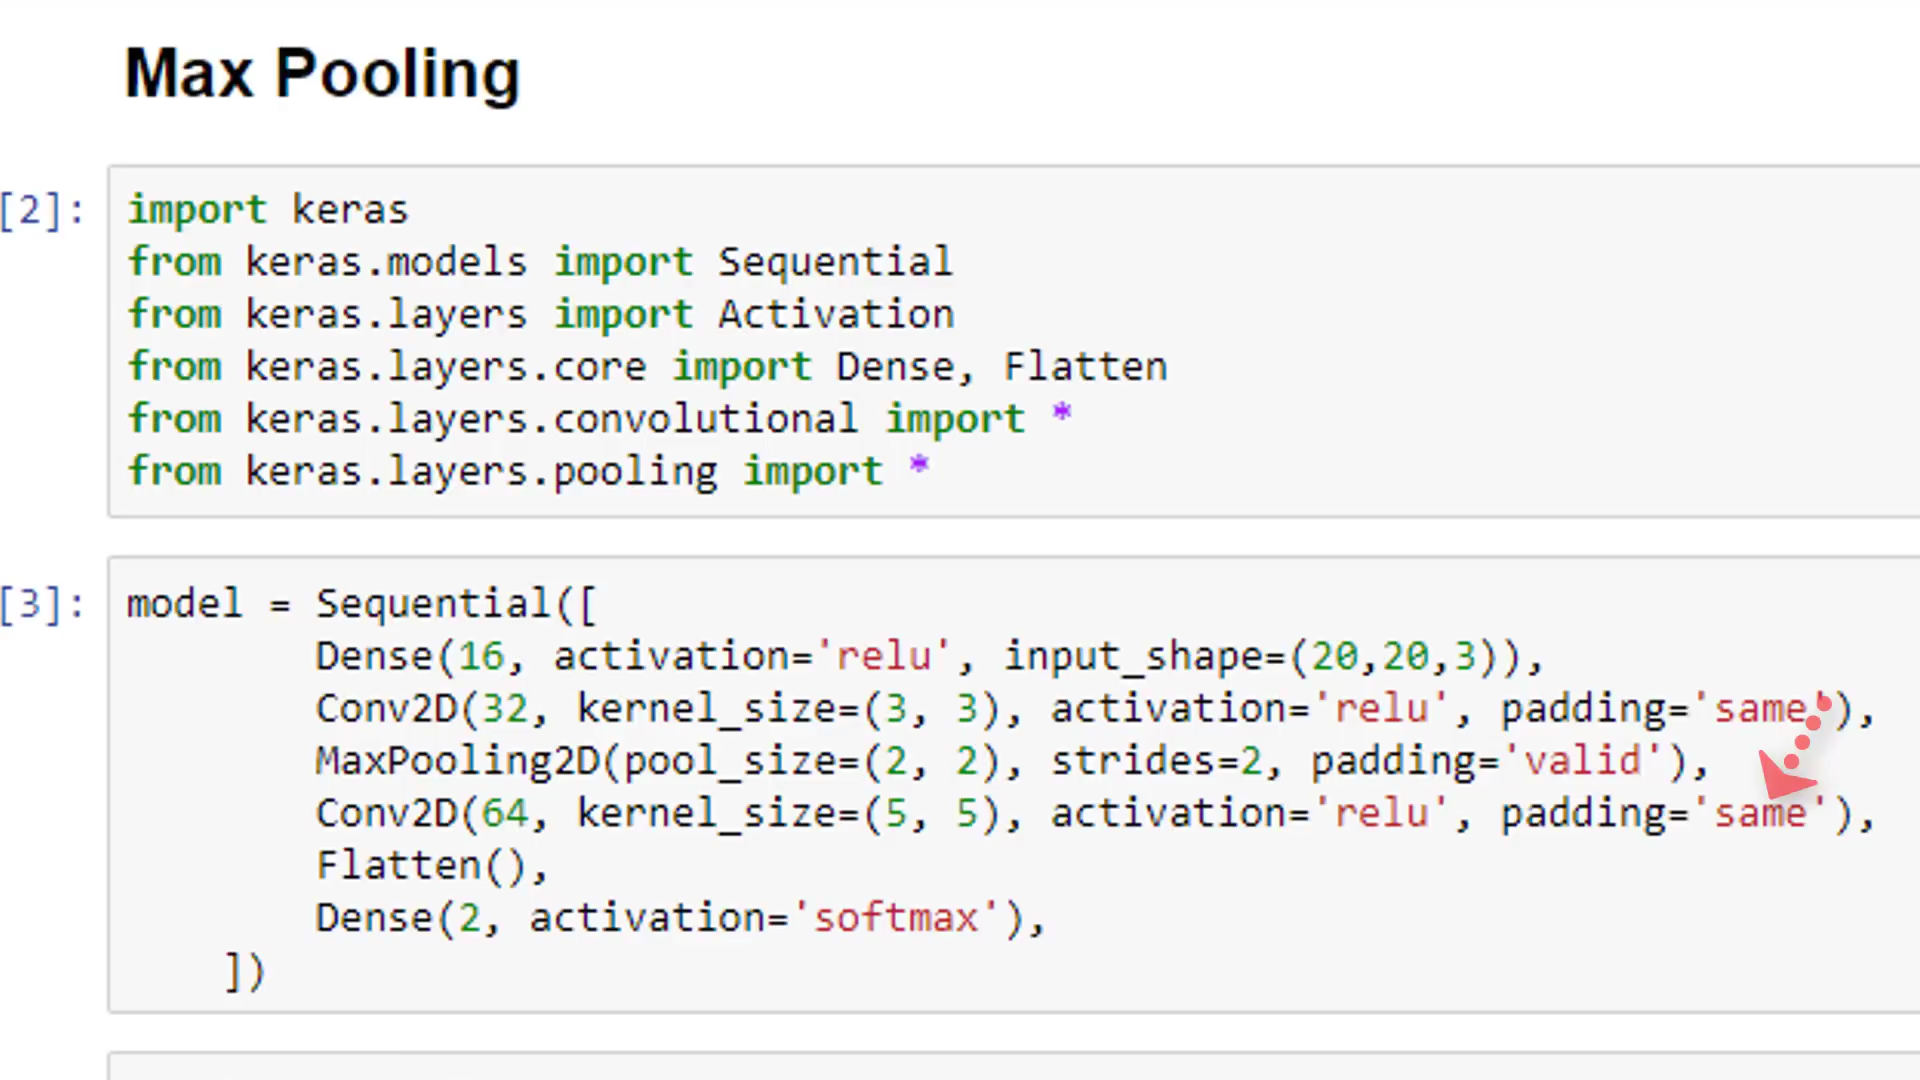 Max Pooling
[2]:
import keras
from keras.models import Sequential
from keras.layers import Activation
from keras.layers.core import Dense, Flatten
from keras.layers.convolutional import *
from keras.layers.pooling import *
[3]:
model = Sequential([
        Dense(16, activation='relu', input_shape=(20,20,3)),
        Conv2D(32, kernel_size=(3, 3), activation='relu', padding='same'),
        MaxPooling2D(pool_size=(2, 2), strides=2, padding='valid'),
        Conv2D(64, kernel_size=(5, 5), activation='relu', padding='same'),
        Flatten(),
        Dense(2, activation='softmax'),
    ])